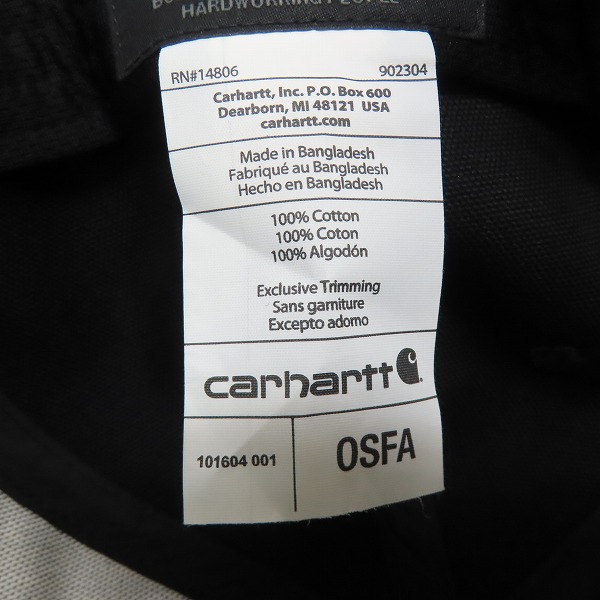 HARDWORKING PEOPLE
RN#14806 902304
Carhartt, Inc. P.O. Box 600
Dearborn, MI 48121 USA
carhartt.com
Made in Bangladesh
Fabriqué au Bangladesh
Hecho en Bangladesh
100% Cotton
100% Coton
100% Algodón
Exclusive Trimming
Sans garniture
Excepto adorno
carhartt
101604 001 OSFA